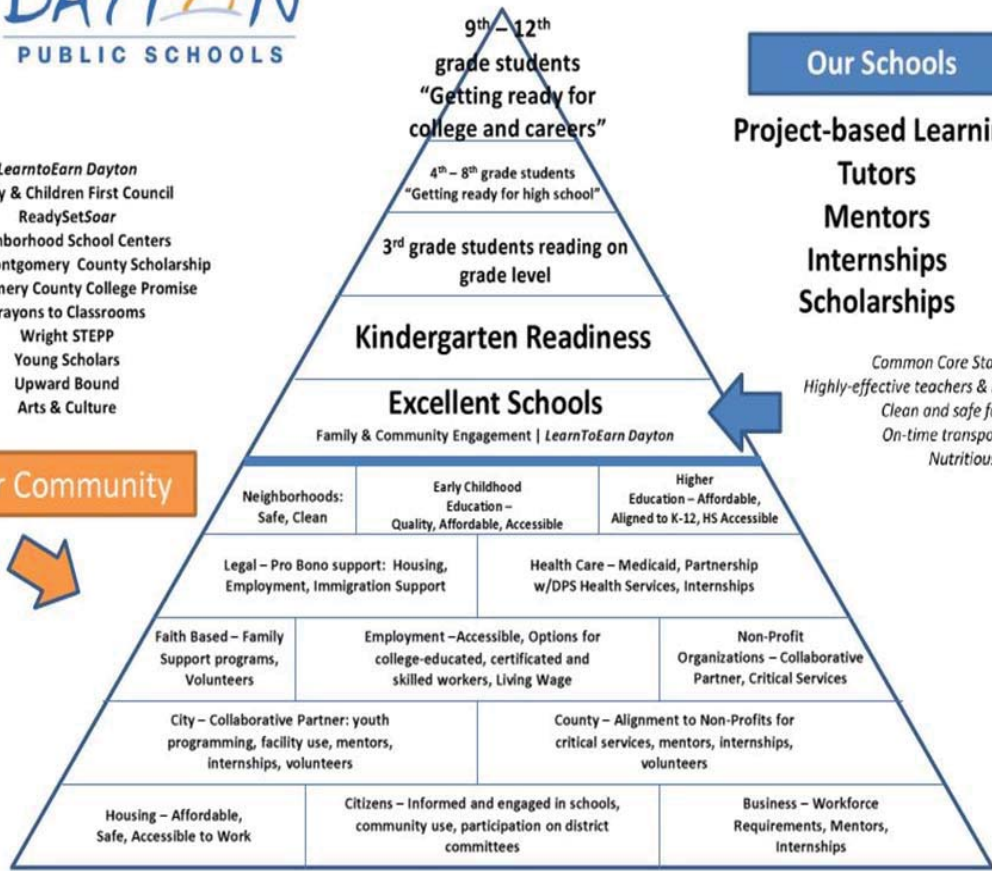 DAYTON
PUBLIC SCHOOLS
LearntoEarn Dayton
y & Children First Council
ReadySetSoar
borhood School Centers
ntgomery County Scholarship
mery County College Promise
rayons to Classrooms
Wright STEPP
Young Scholars
Upward Bound
Arts & Culture
r Community
9th – 12th
grade students
“Getting ready for
college and careers”
4th – 8th grade students
“Getting ready for high school”
3rd grade students reading on
grade level
Kindergarten Readiness
Excellent Schools
Family & Community Engagement | LearnToEarn Dayton
Our Schools
Project-based Learni
Tutors
Mentors
Internships
Scholarships
Common Core Sta
Highly-effective teachers &
Clean and safe f
On-time transpo
Nutritious
Neighborhoods:
Safe, Clean
Early Childhood
Education –
Quality, Affordable, Accessible
Higher
Education – Affordable,
Aligned to K-12, HS Accessible
Legal – Pro Bono support: Housing,
Employment, Immigration Support
Health Care – Medicaid, Partnership
w/DPS Health Services, Internships
Faith Based – Family
Support programs,
Volunteers
Employment –Accessible, Options for
college-educated, certificated and
skilled workers, Living Wage
Non-Profit
Organizations – Collaborative
Partner, Critical Services
City – Collaborative Partner: youth
programming, facility use, mentors,
internships, volunteers
County – Alignment to Non-Profits for
critical services, mentors, internships,
volunteers
Housing – Affordable,
Safe, Accessible to Work
Citizens – Informed and engaged in schools,
community use, participation on district
committees
Business – Workforce
Requirements, Mentors,
Internships